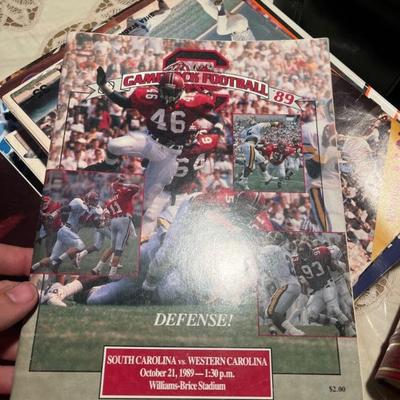 GAMECOCK FOOTBALL '89
46
93
DEFENSE!
SOUTH CAROLINA vs. WESTERN CAROLINA
October 21, 1989 — 1:30 p.m.
Williams-Brice Stadium
$2.00